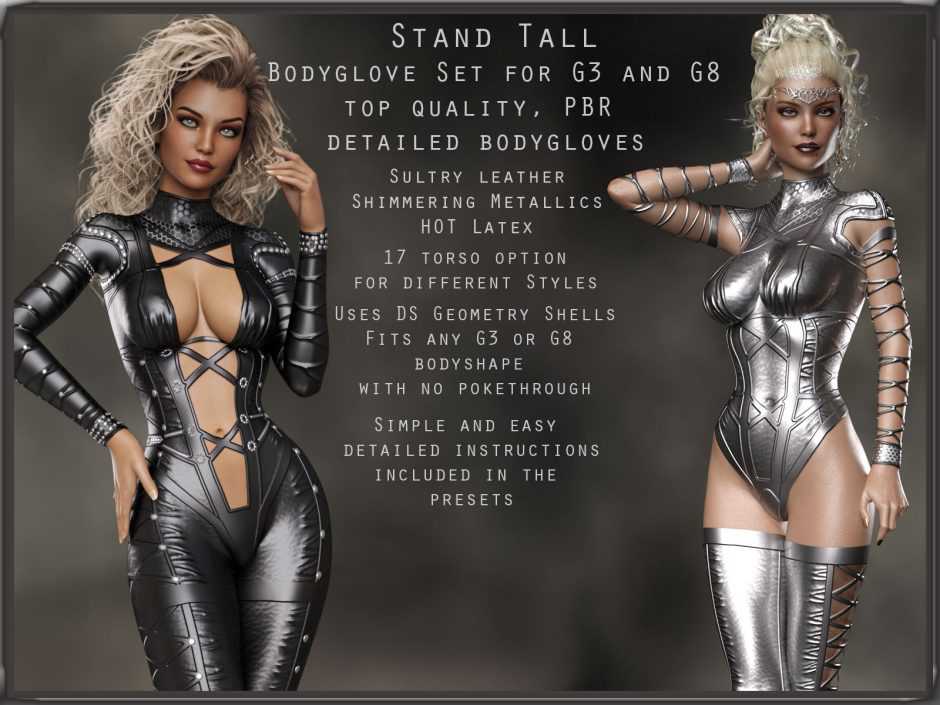 Stand Tall
Bodyglove Set for G3 and G8
top quality, PBR
detailed bodygloves
Sultry leather
Shimmering Metallics
HOT Latex
17 torso option
for different Styles
Uses DS Geometry Shells
Fits any G3 or G8
bodyshape
with no pokethrough
Simple and easy
detailed instructions
included in the
presets